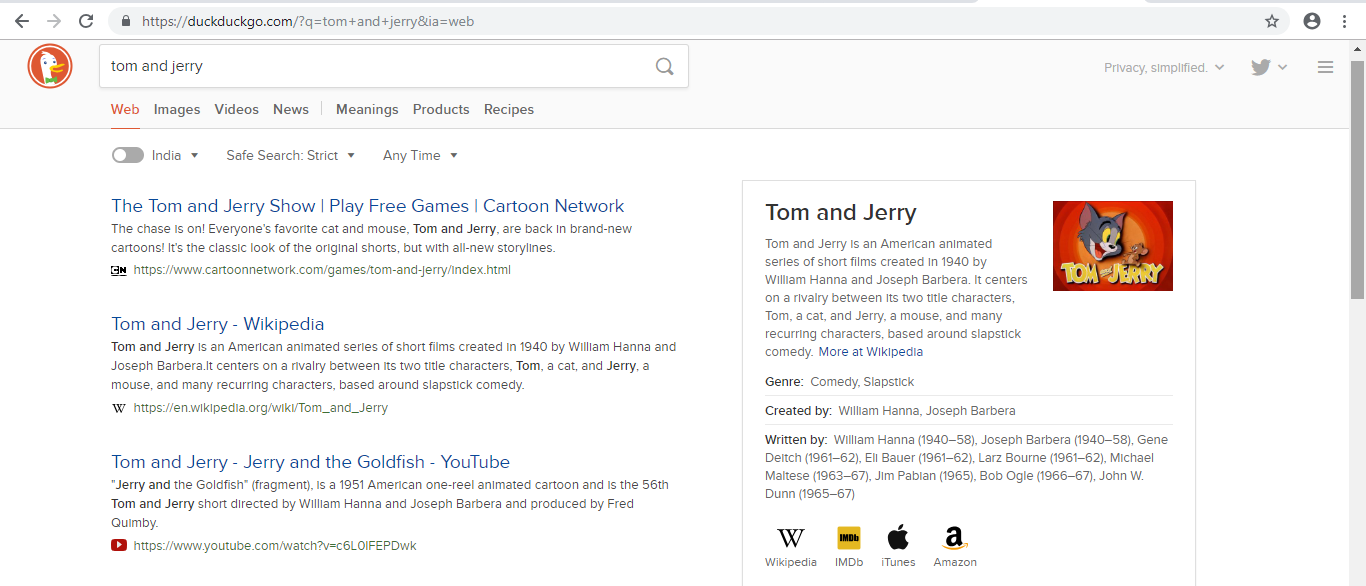 https://duckduckgo.com/?q=tom+and+jerry&ia=web
tom and jerry
Privacy, simplified.
Web Images Videos News Meanings Products Recipes
India Safe Search: Strict Any Time
The Tom and Jerry Show | Play Free Games | Cartoon Network
The chase is on! Everyone's favorite cat and mouse, Tom and Jerry, are back in brand-new
cartoons! It's the classic look of the original shorts, but with all-new storylines.
CN https://www.cartoonnetwork.com/games/tom-and-jerry/index.html
Tom and Jerry - Wikipedia
Tom and Jerry is an American animated series of short films created in 1940 by William Hanna and
Joseph Barbera.It centers on a rivalry between its two title characters, Tom, a cat, and Jerry, a
mouse, and many recurring characters, based around slapstick comedy.
W https://en.wikipedia.org/wiki/Tom_and_Jerry
Tom and Jerry - Jerry and the Goldfish - YouTube
"Jerry and the Goldfish" (fragment), is a 1951 American one-reel animated cartoon and is the 56th
Tom and Jerry short directed by William Hanna and Joseph Barbera and produced by Fred
Quimby.
https://www.youtube.com/watch?v=c6L0IFEPDwk
Tom and Jerry
Tom and Jerry is an American animated
series of short films created in 1940 by
William Hanna and Joseph Barbera. It centers
on a rivalry between its two title characters,
Tom, a cat, and Jerry, a mouse, and many
recurring characters, based around slapstick
comedy. More at Wikipedia
TOM and JERRY
Genre: Comedy, Slapstick
Created by: William Hanna, Joseph Barbera
Written by: William Hanna (1940–58), Joseph Barbera (1940–58), Gene
Deitch (1961–62), Eli Bauer (1961–62), Larz Bourne (1961–62), Michael
Maltese (1963–67), Jim Pabian (1965), Bob Ogle (1966–67), John W.
Dunn (1965–67)
W IMDb a
Wikipedia IMDb iTunes Amazon